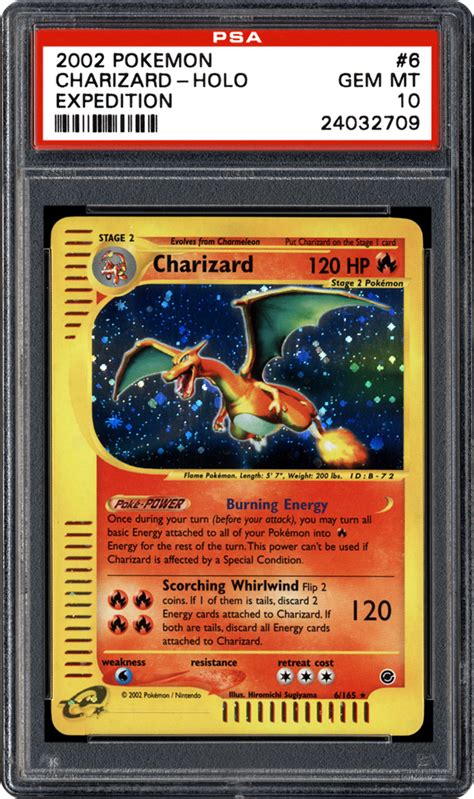 PSA
2002 POKEMON #6
CHARIZARD-HOLO GEM MT
EXPEDITION 10
24032709
STAGE 2
Evolves from Charmeleon
Put Charizard on the Stage 1 card
Charizard 120 HP
Stage 2 Pokémon
Flame Pokémon. Length: 5' 7", Weight: 200 lbs. ID: B-72
Poké-POWER Burning Energy
Once during your turn (before your attack), you may turn all
basic Energy attached to all of your Pokémon into
Energy for the rest of the turn. This power can't be used if
Charizard is affected by a Special Condition.
Scorching Whirlwind Flip 2
coins. If 1 of them is tails, discard 2
Energy cards attached to Charizard. If
both are tails, discard all Energy cards
attached to Charizard.
120
weakness resistance retreat cost
© 2002 Pokémon / Nintendo Illus. Hiromichi Sugiyama 6/165 ★
e